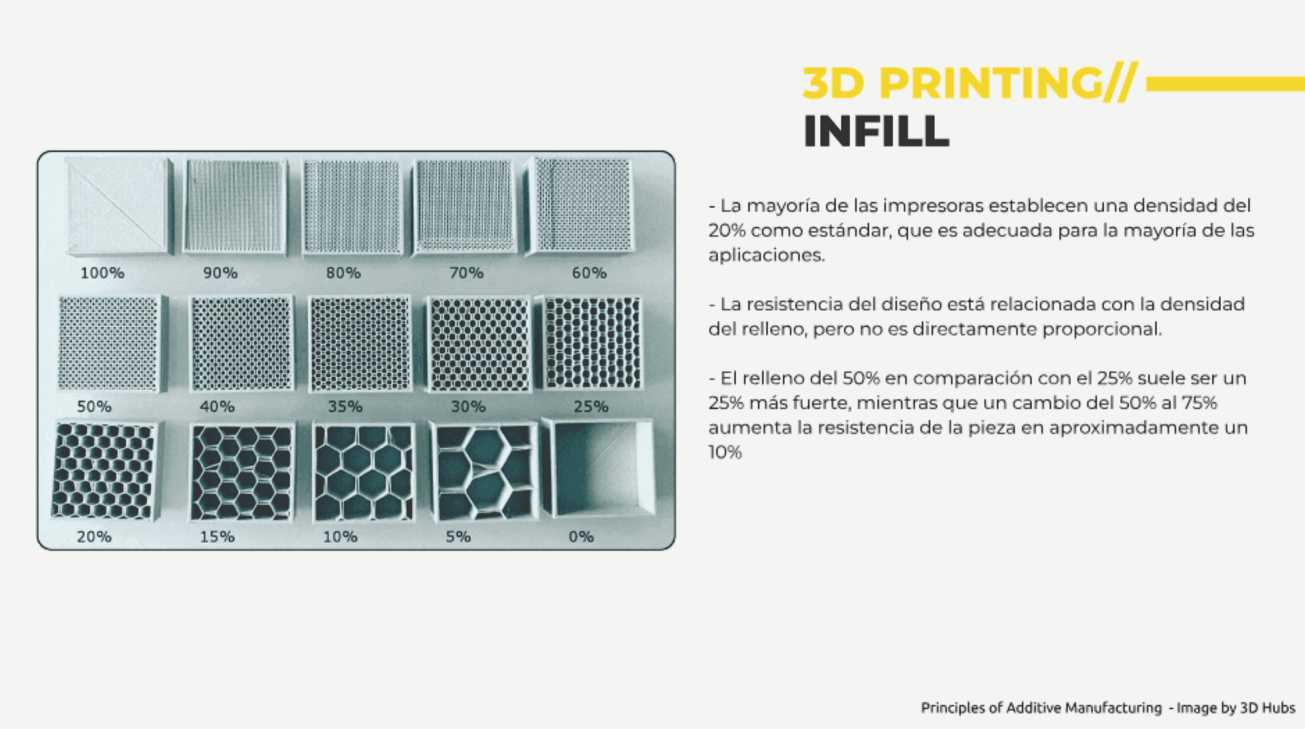 3D PRINTING//
INFILL
100% 90% 80% 70% 60%
50% 40% 35% 30% 25%
20% 15% 10% 5% 0%
- La mayoría de las impresoras establecen una densidad del
20% como estándar, que es adecuada para la mayoría de las
aplicaciones.
- La resistencia del diseño está relacionada con la densidad
del relleno, pero no es directamente proporcional.
- El relleno del 50% en comparación con el 25% suele ser un
25% más fuerte, mientras que un cambio del 50% al 75%
aumenta la resistencia de la pieza en aproximadamente un
10%
Principles of Additive Manufacturing - Image by 3D Hubs